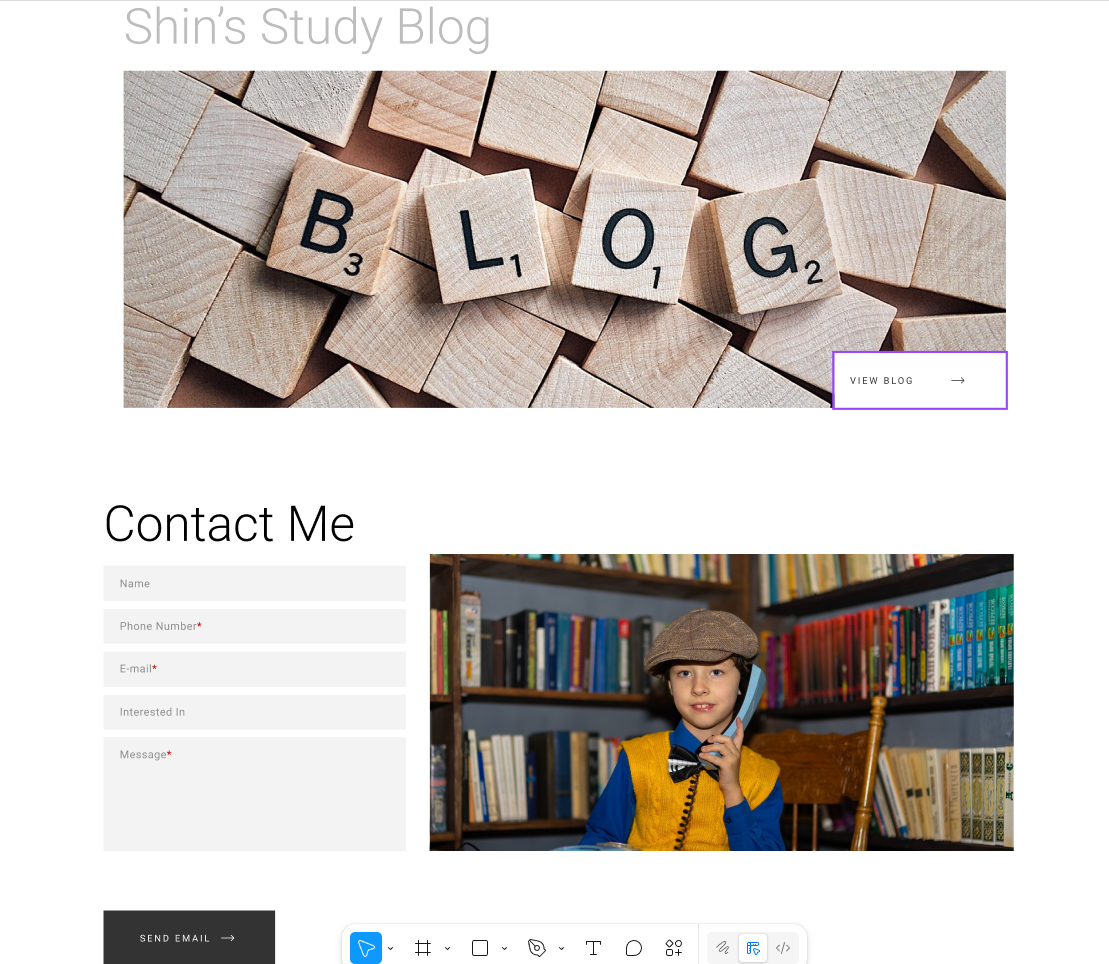 Shin’s Study Blog
B3 L1 O1 G2
VIEW BLOG
Contact Me
Name
Phone Number*
E-mail*
Interested In
Message*
SEND EMAIL